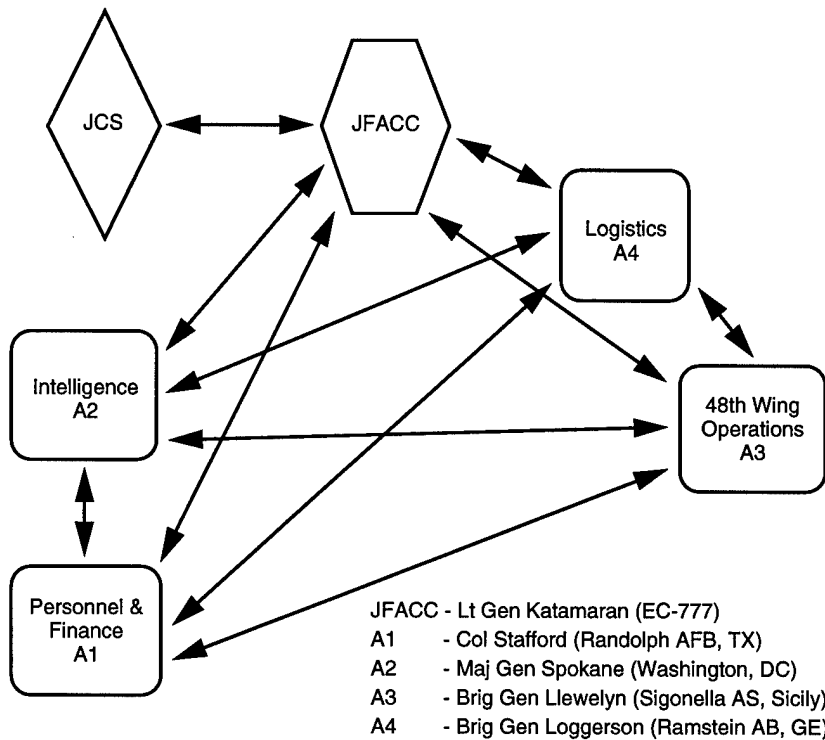 JCS
JFACC
Logistics
A4
Intelligence
A2
48th Wing
Operations
A3
Personnel &
Finance
A1
JFACC - Lt Gen Katamaran (EC-777)
A1 - Col Stafford (Randolph AFB, TX)
A2 - Maj Gen Spokane (Washington, DC)
A3 - Brig Gen Llewelyn (Sigonella AS, Sicily)
A4 - Brig Gen Loggerson (Ramstein AB, GE)